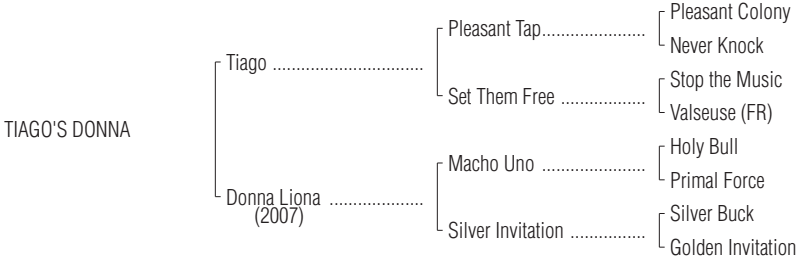 Pleasant Colony
Pleasant Tap......................
Never Knock
Tiago ...............................
Stop the Music
Set Them Free ..................
Valseuse (FR)
TIAGO'S DONNA
Holy Bull
Macho Uno ......................
Primal Force
Donna Liona ...................
(2007)
Silver Buck
Silver Invitation ................
Golden Invitation